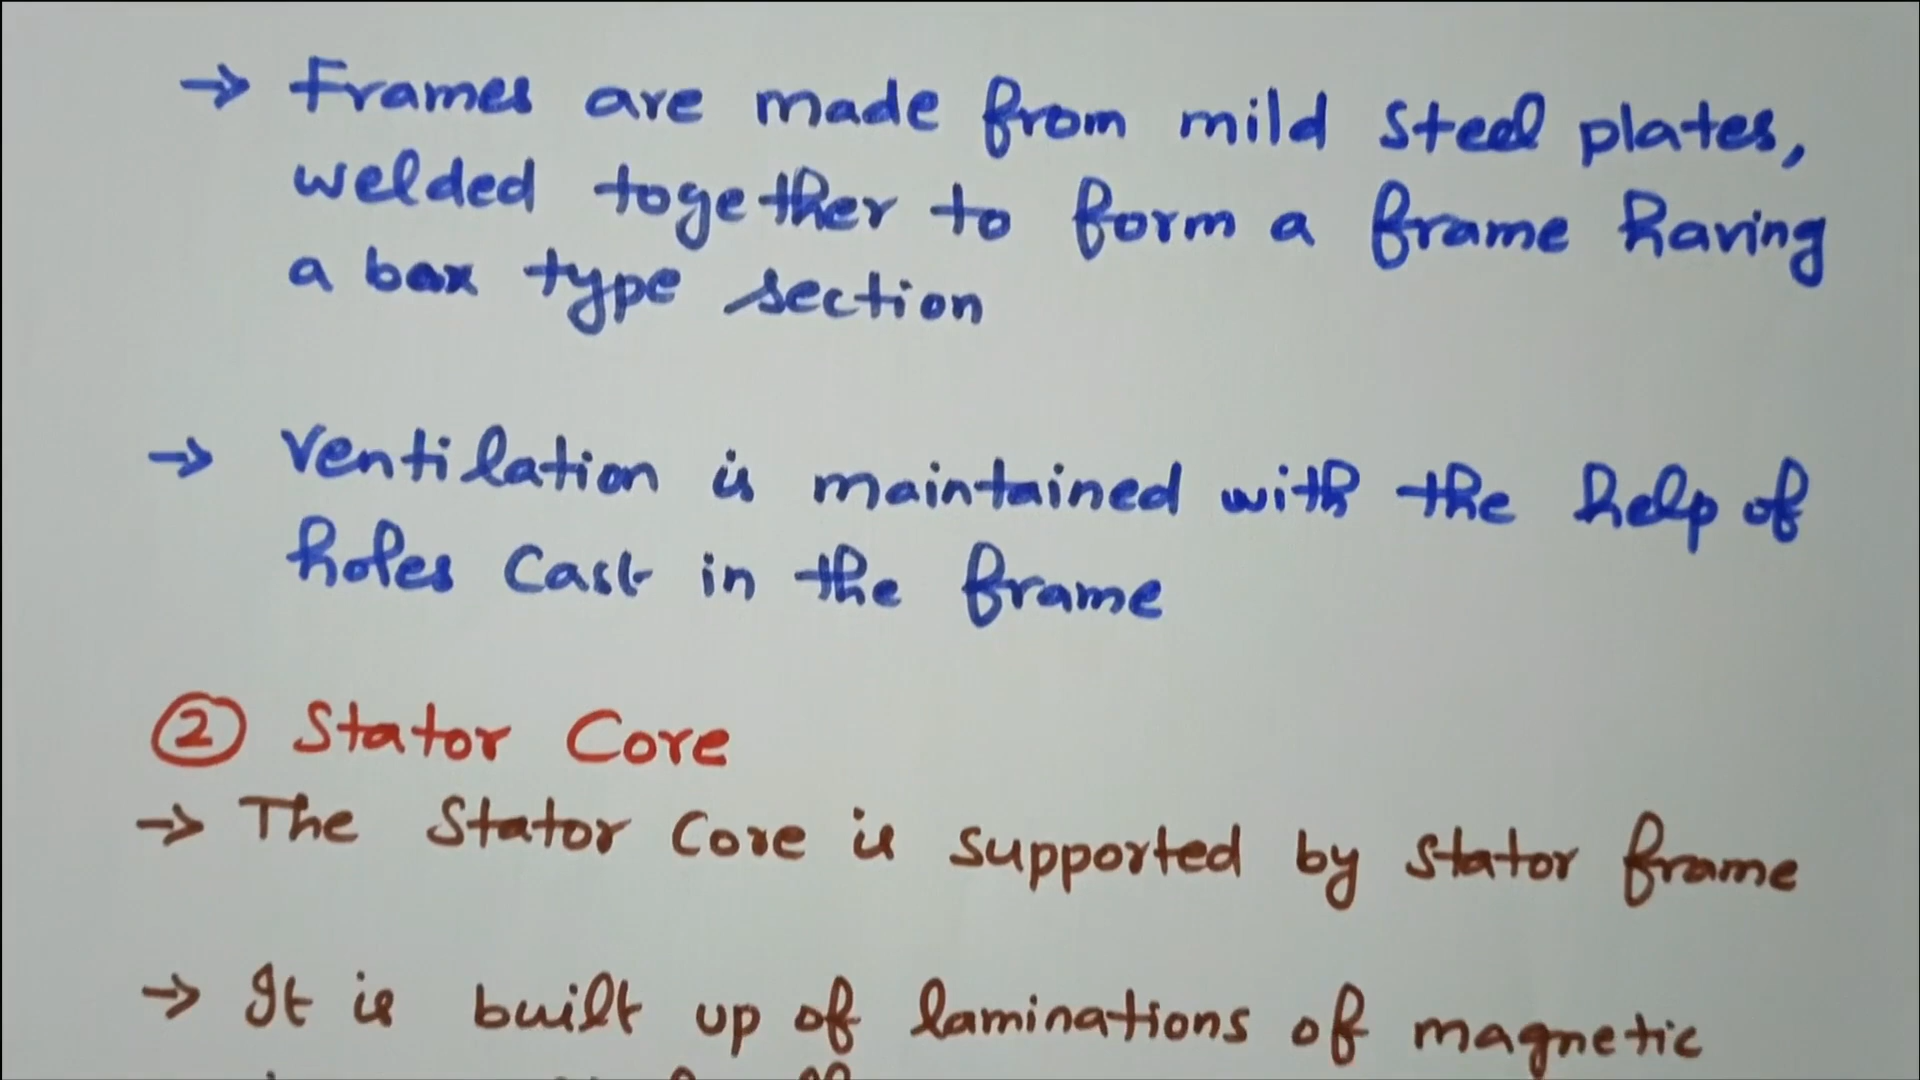 → Frames are made from mild steel plates,
welded together to form a frame having
a box type section
→ Ventilation is maintained with the help of
holes cast in the frame
② Stator Core
→ The Stator Core is supported by stator frame
→ It is built up of laminations of magnetic